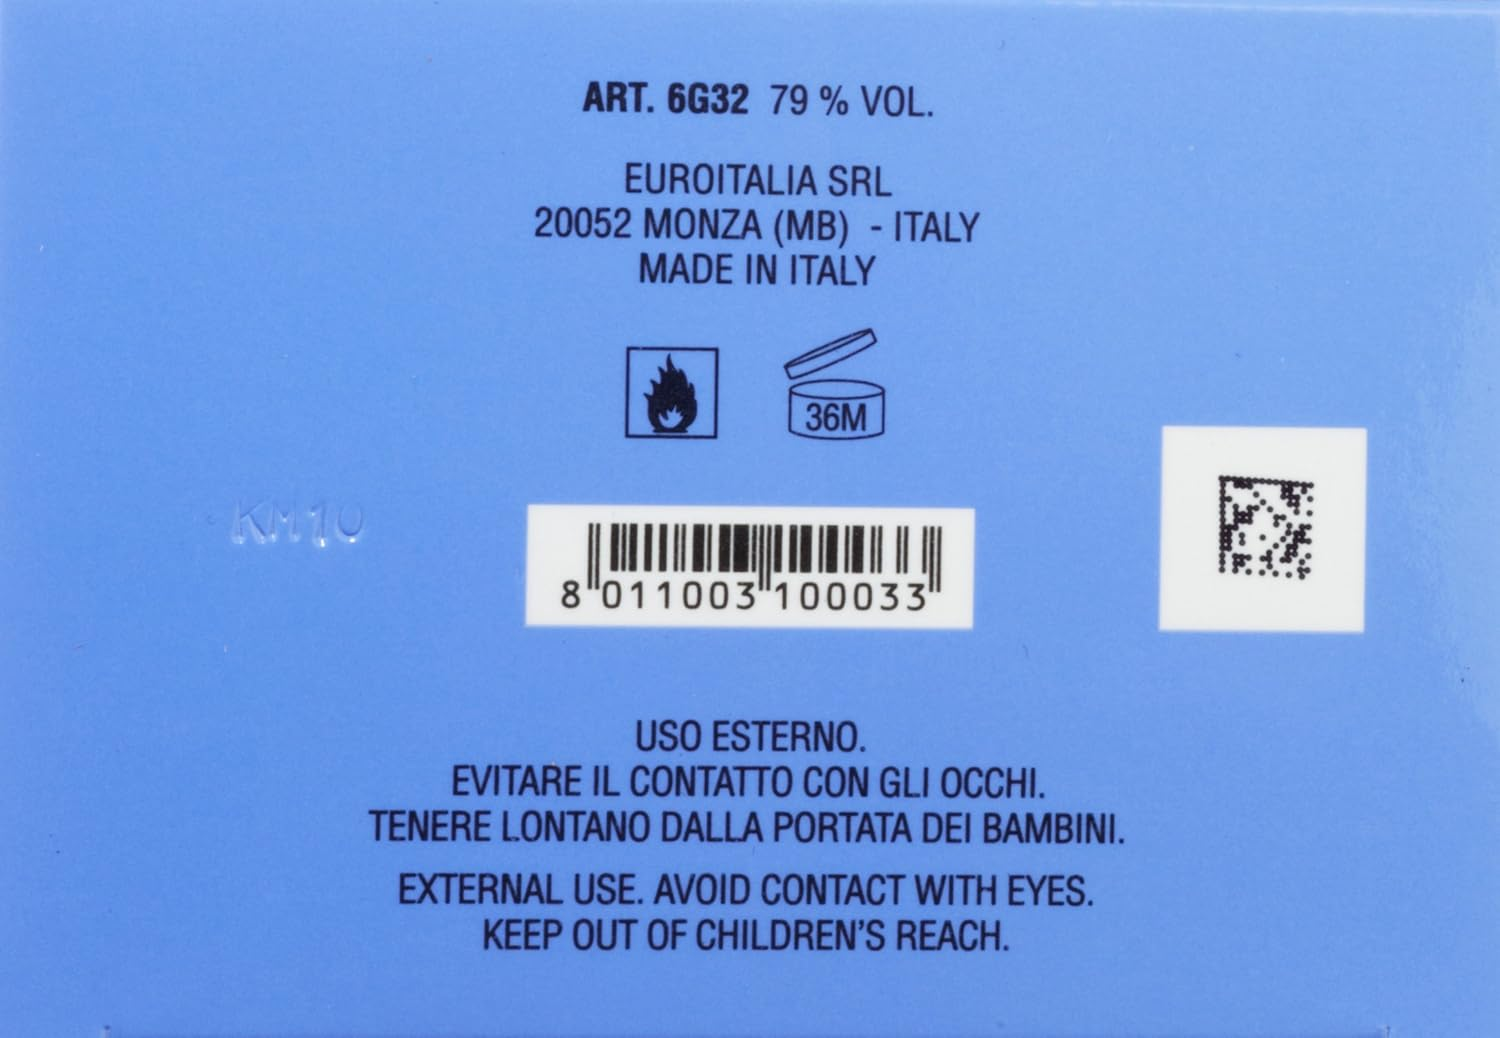 ART. 6G32 79 % VOL.
EUROITALIA SRL
20052 MONZA (MB) - ITALY
MADE IN ITALY
36M
KM10
8 011003 100033
USO ESTERNO.
EVITARE IL CONTATTO CON GLI OCCHI.
TENERE LONTANO DALLA PORTATA DEI BAMBINI.
EXTERNAL USE. AVOID CONTACT WITH EYES.
KEEP OUT OF CHILDREN'S REACH.